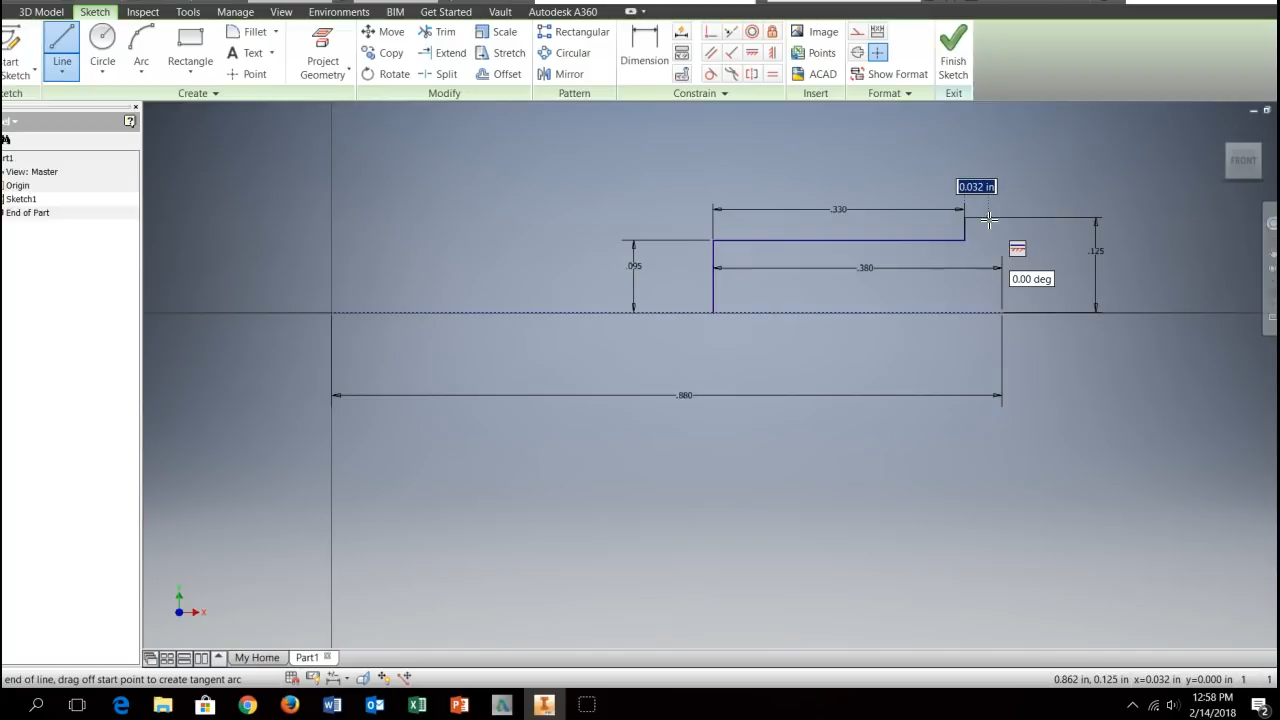 3D Model Sketch Inspect Tools Manage View Environments BIM Get Started Vault Autodesk A360
Line Circle Arc Rectangle Fillet Text Point Project Geometry Move Copy Rotate Trim Extend Split Scale Stretch Offset Rectangular Circular Mirror Dimension Image Points ACAD Show Format Finish Sketch
Sketch
Create Modify Pattern Constrain Insert Format Exit
View: Master
Origin
Sketch1
End of Part
FRONT
0.032 in
.330
.095
.380
.125
0.00 deg
.880
X
My Home Part1
end of line, drag off start point to create tangent arc 0.862 in, 0.125 in x=0.032 in y=0.000 in 1 1
12:58 PM
2/14/2018
2